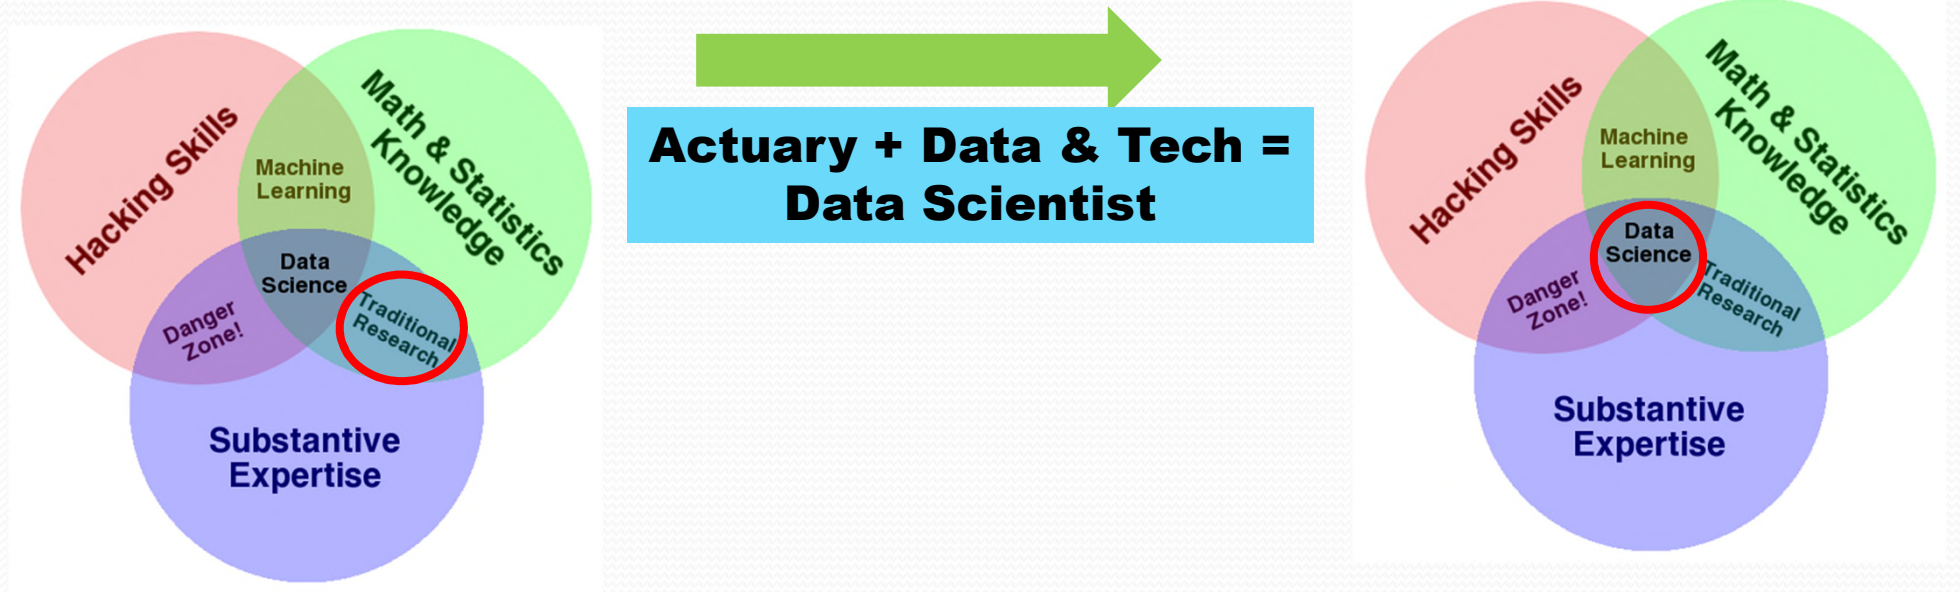 Hacking Skills
Math & Statistics
Knowledge
Machine
Learning
Data
Science
Danger
Zone!
Traditional
Research
Substantive
Expertise
Actuary + Data & Tech =
Data Scientist
Hacking Skills
Math & Statistics
Knowledge
Machine
Learning
Data
Science
Danger
Zone!
Traditional
Research
Substantive
Expertise